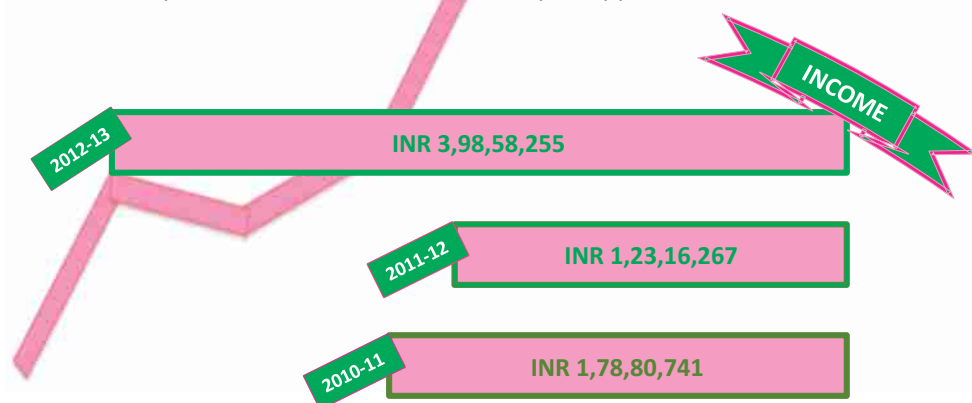 INCOME
2012-13
INR 3,98,58,255
2011-12
INR 1,23,16,267
2010-11
INR 1,78,80,741